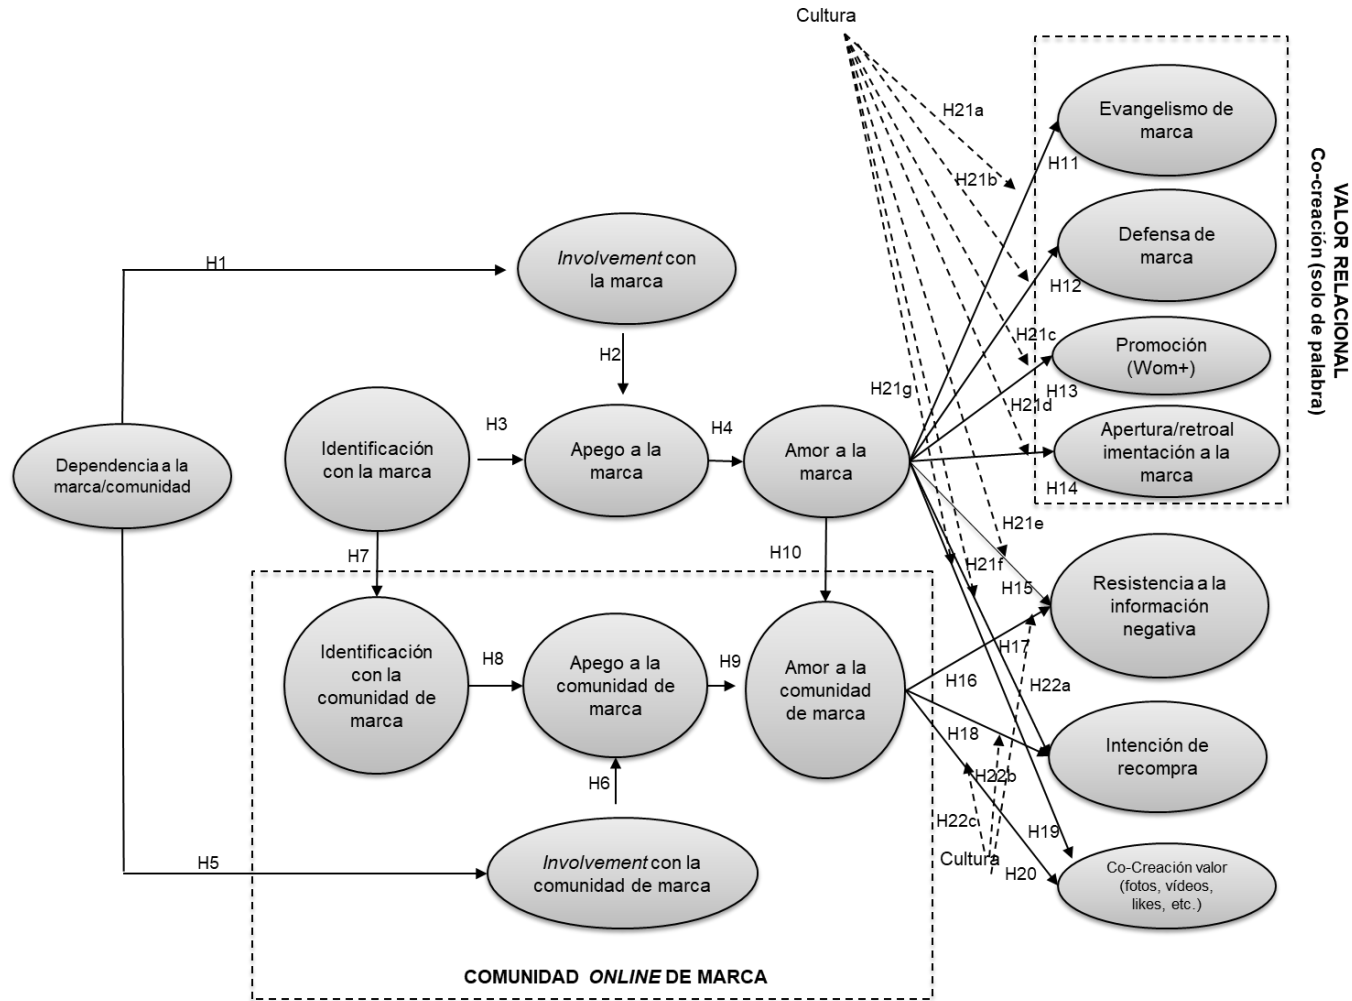 Cultura
H21a
Evangelismo de
marca
H11
H21b
Defensa de
marca
H12
VALOR RELACIONAL
Co-creación (solo de palabra)
H1
Involvement con
la marca
H2
H21c
Promoción
(Wom+)
H13
H21g
H21d
Apertura/retroal
imentación a la
marca
H14
Dependencia a la
marca/comunidad
Identificación
con la marca
H3
Apego a la
marca
H4
Amor a la
marca
H7
H10
H21e
H21f
H15
Resistencia a la
información
negativa
Identificación
con la
comunidad de
marca
H8
Apego a la
comunidad de
marca
H9
Amor a la
comunidad
de marca
H17
H16
H22a
H18
Intención de
recompra
H22b
H6
H22c
H19
Cultura
H20
H5
Involvement con la
comunidad de marca
Co-Creación valor
(fotos, vídeos,
likes, etc.)
COMUNIDAD ONLINE DE MARCA